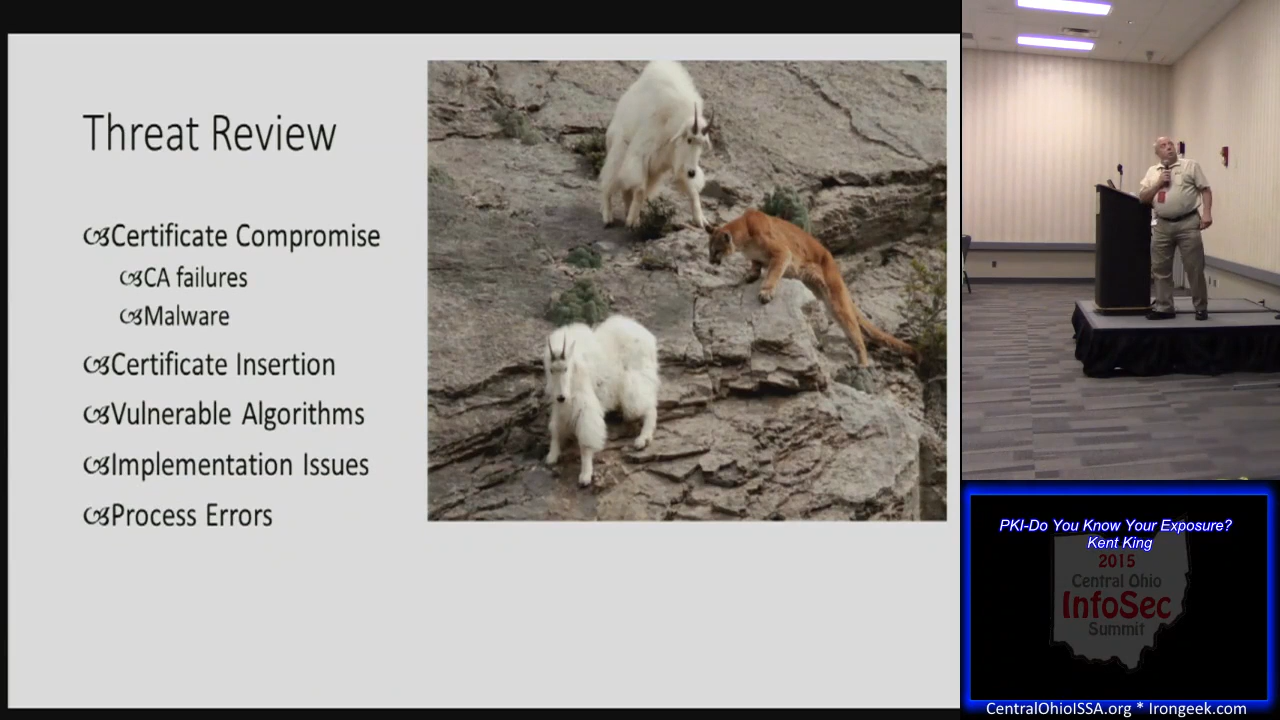 Threat Review
Certificate Compromise
CA failures
Malware
Certificate Insertion
Vulnerable Algorithms
Implementation Issues
Process Errors
PKI-Do You Know Your Exposure?
Kent King
2015
Central Ohio
InfoSec
Summit
CentralOhioISSA.org * Irongeek.com